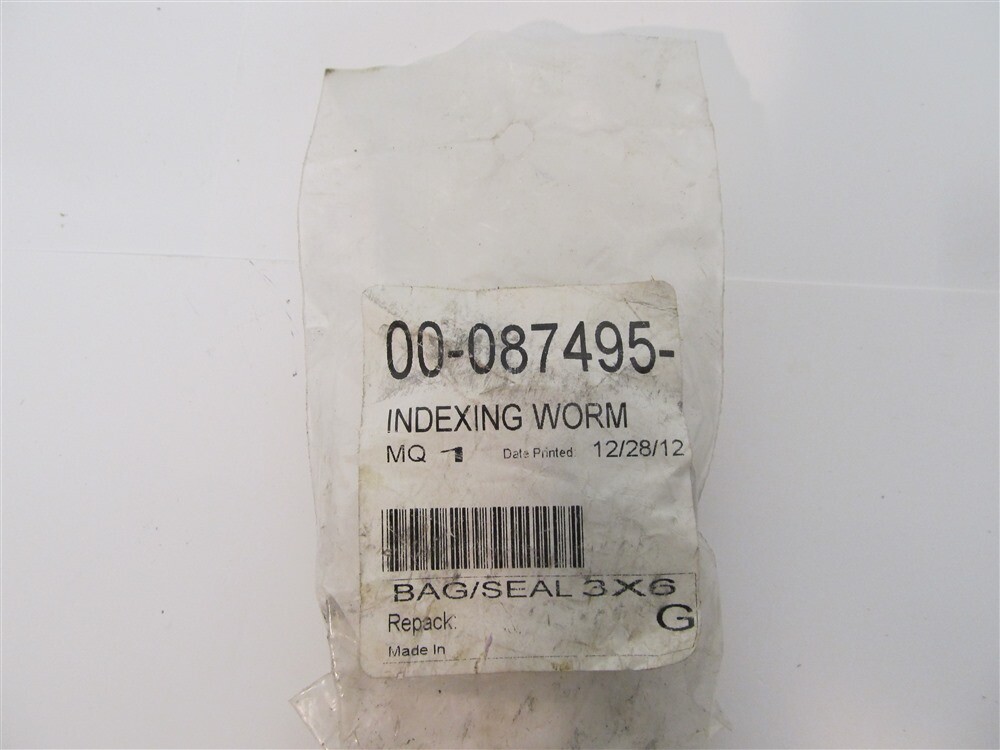 00-087495-
INDEXING WORM
MQ 1 Date Printed: 12/28/12
BAG/SEAL 3X6
Repack: G
Made In